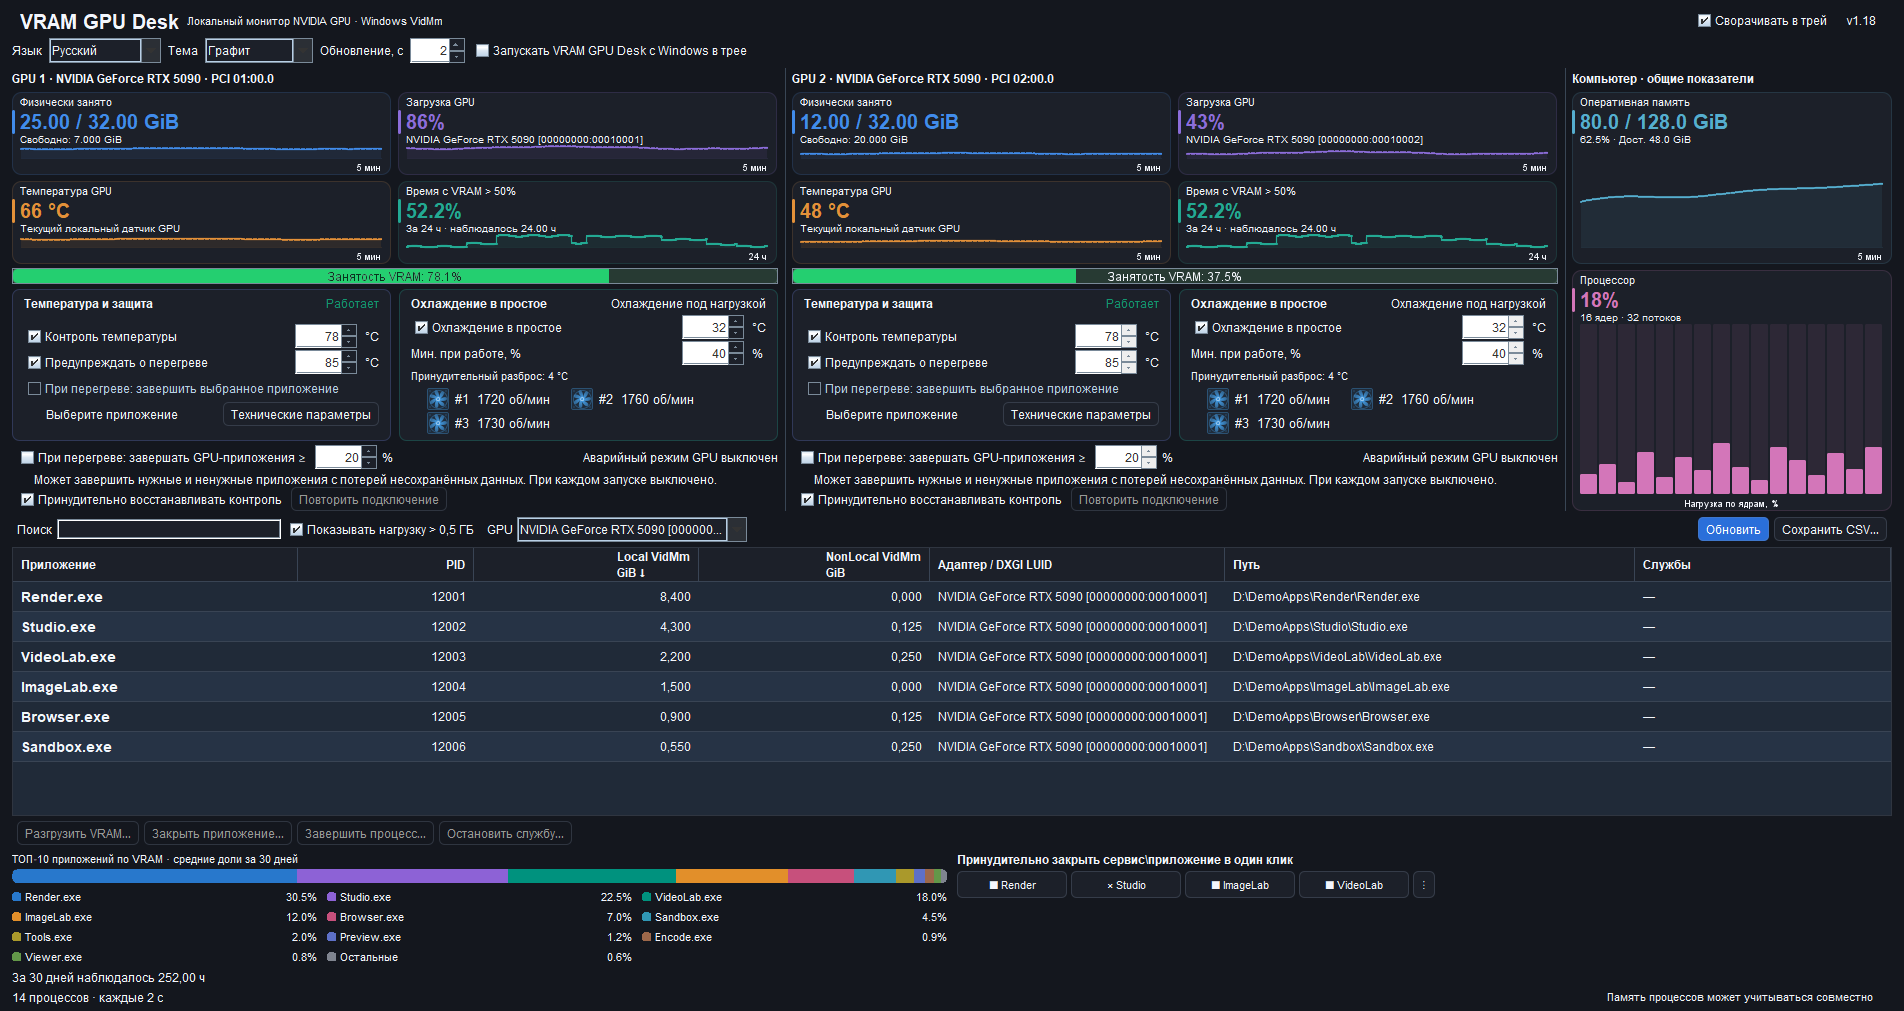 VRAM GPU Desk Локальный монитор NVIDIA GPU · Windows VidMm
Сворачивать в трей v1.18
Язык Русский Тема Графит Обновление, с 2 Запускать VRAM GPU Desk с Windows в трее
GPU 1 · NVIDIA GeForce RTX 5090 · PCI 01:00.0
Физически занято
25.00 / 32.00 GiB
Свободно: 7.000 GiB
5 мин
Загрузка GPU
86%
NVIDIA GeForce RTX 5090 [00000000:00010001]
5 мин
Температура GPU
66 °C
Текущий локальный датчик GPU
5 мин
Время с VRAM > 50%
52.2%
За 24 ч · наблюдалось 24.00 ч
24 ч
Занятость VRAM: 78.1%
Температура и защита Работает
Контроль температуры 78 °C
Предупреждать о перегреве 85 °C
При перегреве: завершить выбранное приложение
Выберите приложение Технические параметры
Охлаждение в простое Охлаждение под нагрузкой
Охлаждение в простое 32 °C
Мин. при работе, % 40 %
Принудительный разброс: 4 °C
#1 1720 об/мин #2 1760 об/мин
#3 1730 об/мин
При перегреве: завершать GPU-приложения ≥ 20 % Аварийный режим GPU выключен
Может завершить нужные и ненужные приложения с потерей несохранённых данных. При каждом запуске выключено.
Принудительно восстанавливать контроль Повторить подключение
GPU 2 · NVIDIA GeForce RTX 5090 · PCI 02:00.0
Физически занято
12.00 / 32.00 GiB
Свободно: 20.000 GiB
5 мин
Загрузка GPU
43%
NVIDIA GeForce RTX 5090 [00000000:00010002]
5 мин
Температура GPU
48 °C
Текущий локальный датчик GPU
5 мин
Время с VRAM > 50%
52.2%
За 24 ч · наблюдалось 24.00 ч
24 ч
Занятость VRAM: 37.5%
Температура и защита Работает
Контроль температуры 78 °C
Предупреждать о перегреве 85 °C
При перегреве: завершить выбранное приложение
Выберите приложение Технические параметры
Охлаждение в простое Охлаждение под нагрузкой
Охлаждение в простое 32 °C
Мин. при работе, % 40 %
Принудительный разброс: 4 °C
#1 1720 об/мин #2 1760 об/мин
#3 1730 об/мин
При перегреве: завершать GPU-приложения ≥ 20 % Аварийный режим GPU выключен
Может завершить нужные и ненужные приложения с потерей несохранённых данных. При каждом запуске выключено.
Принудительно восстанавливать контроль Повторить подключение
Компьютер · общие показатели
Оперативная память
80.0 / 128.0 GiB
62.5% · Дост. 48.0 GiB
5 мин
Процессор
18%
16 ядер · 32 потоков
Нагрузка по ядрам, %
Поиск Показывать нагрузку > 0,5 ГБ GPU NVIDIA GeForce RTX 5090 [000000... Обновить Сохранить CSV...
Приложение PID Local VidMm GiB ↓ NonLocal VidMm GiB Адаптер / DXGI LUID Путь Службы
Render.exe 12001 8,400 0,000 NVIDIA GeForce RTX 5090 [00000000:00010001] D:\DemoApps\Render\Render.exe —
Studio.exe 12002 4,300 0,125 NVIDIA GeForce RTX 5090 [00000000:00010001] D:\DemoApps\Studio\Studio.exe —
VideoLab.exe 12003 2,200 0,250 NVIDIA GeForce RTX 5090 [00000000:00010001] D:\DemoApps\VideoLab\VideoLab.exe —
ImageLab.exe 12004 1,500 0,000 NVIDIA GeForce RTX 5090 [00000000:00010001] D:\DemoApps\ImageLab\ImageLab.exe —
Browser.exe 12005 0,900 0,125 NVIDIA GeForce RTX 5090 [00000000:00010001] D:\DemoApps\Browser\Browser.exe —
Sandbox.exe 12006 0,550 0,250 NVIDIA GeForce RTX 5090 [00000000:00010001] D:\DemoApps\Sandbox\Sandbox.exe —
Разгрузить VRAM... Закрыть приложение... Завершить процесс... Остановить службу...
ТОП-10 приложений по VRAM · средние доли за 30 дней
Render.exe 30.5% Studio.exe 22.5% VideoLab.exe 18.0%
ImageLab.exe 12.0% Browser.exe 7.0% Sandbox.exe 4.5%
Tools.exe 2.0% Preview.exe 1.2% Encode.exe 0.9%
Viewer.exe 0.8% Остальные 0.6%
За 30 дней наблюдалось 252,00 ч
14 процессов · каждые 2 с
Принудительно закрыть сервис\приложение в один клик
■ Render × Studio ■ ImageLab ■ VideoLab ⋮
Память процессов может учитываться совместно